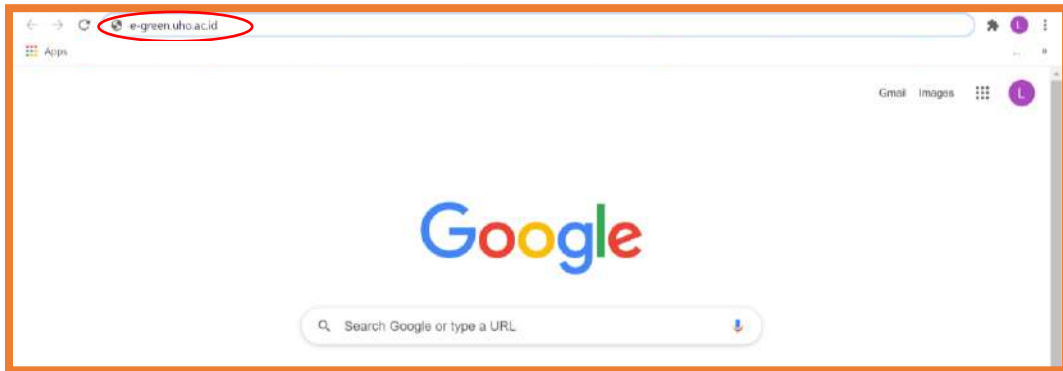 e-green.uho.ac.id
L
Apps
Gmail Images
L
Google
Search Google or type a URL